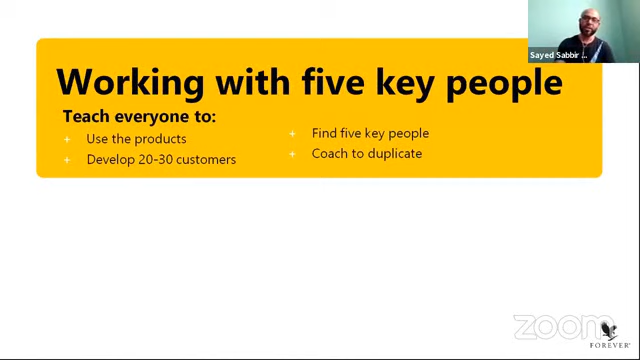 Sayed Sabbir ...
Working with five key people
Teach everyone to:
+ Use the products
+ Develop 20-30 customers
+ Find five key people
+ Coach to duplicate
zoom
FOREVER